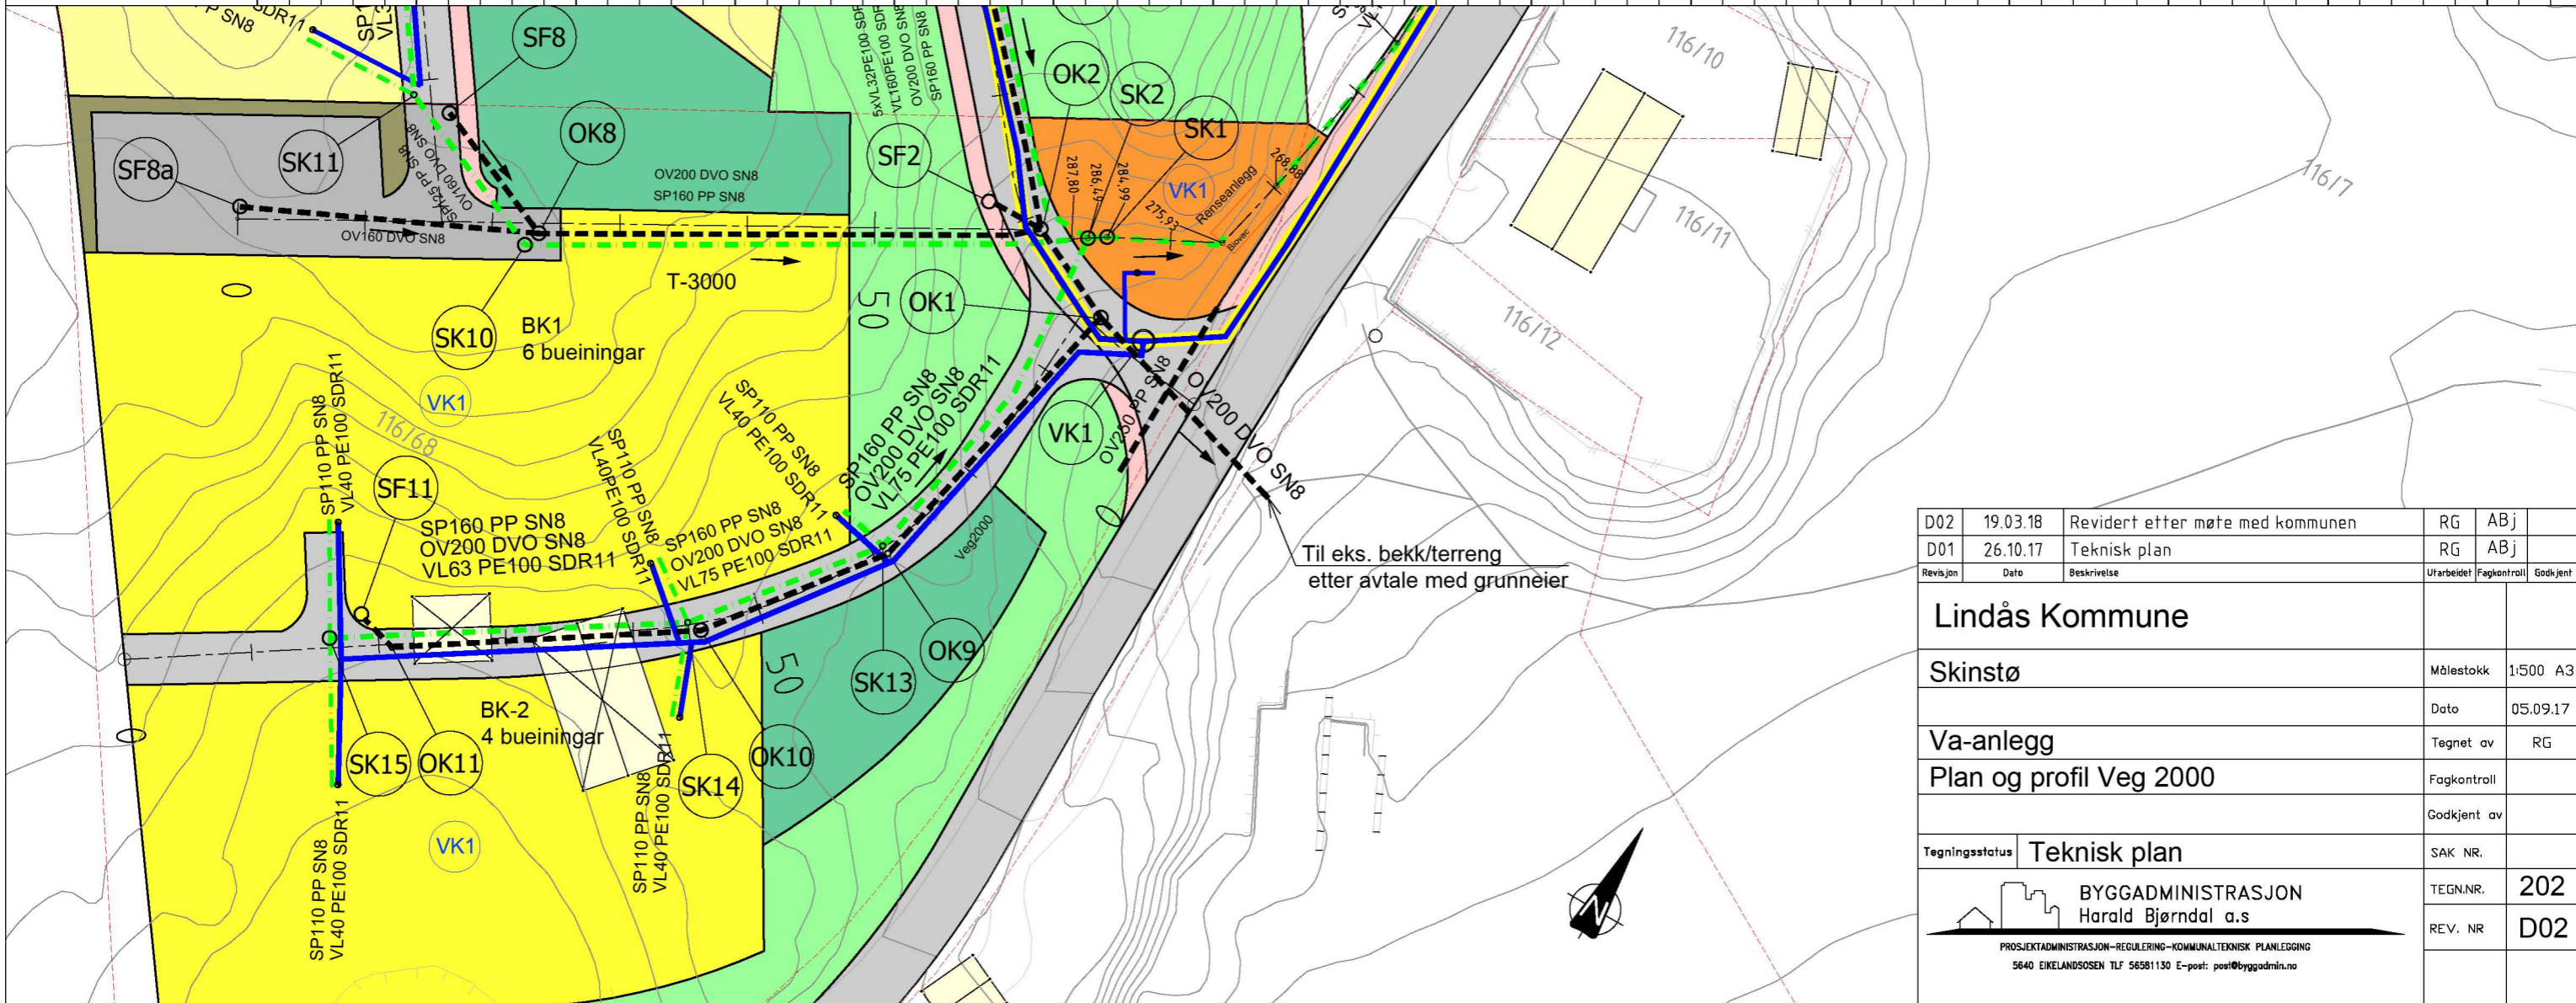 P SN8
SDR11
SP1
VL3
SF8
5xVL32PE100 SDR
VL160PE100 SDR
OV200 DVO SN8
SP160 PP SN8
OK2
SK2
SK1
116/10
OK8
SF8a
SK11
SP125 PP SN8
OV160 DVO SN8
OV200 DVO SN8
SP160 PP SN8
SF2
287,80
286,49
284,99
275,93
268,88
VK1
Renseanlegg
Biovac
116/7
116/11
OV160 DVO SN8
T-3000
50
OK1
SK10
BK1
6 bueiningar
116/12
VK1
116/68
SP110 PP SN8
VL40 PE100 SDR11
SF11
SP160 PP SN8
OV200 DVO SN8
VL63 PE100 SDR11
SP110 PP SN8
VL40PE100 SDR11
SP160 PP SN8
OV200 DVO SN8
VL75 PE100 SDR11
SP110 PP SN8
VL40 PE100 SDR11
SP160 PP SN8
OV200 DVO SN8
VL75 PE100 SDR11
VK1
OV250 PP SN8
OV200 DVO SN8
Veg2000
Til eks. bekk/terreng
etter avtale med grunneier
50
SK13
OK9
BK-2
4 bueiningar
SK15
OK11
OK10
SK14
VK1
SP110 PP SN8
VL40 PE100 SDR11
SP110 PP SN8
VL40 PE100 SDR11
N
D02 19.03.18 Revidert etter møte med kommunen RG ABj
D01 26.10.17 Teknisk plan RG ABj
Revisjon Dato Beskrivelse Utarbeidet Fagkontroll Godkjent
Lindås Kommune
Skinstø
Målestokk 1:500 A3
Dato 05.09.17
Va-anlegg
Tegnet av RG
Plan og profil Veg 2000
Fagkontroll
Godkjent av
Tegningsstatus Teknisk plan
SAK NR.
BYGGADMINISTRASJON
Harald Bjørndal a.s
TEGN.NR. 202
REV. NR D02
PROSJEKTADMINISTRASJON-REGULERING-KOMMUNALTEKNISK PLANLEGGING
5640 EIKELANDSOSEN TLF 56581130 E-post: post@byggadmin.no